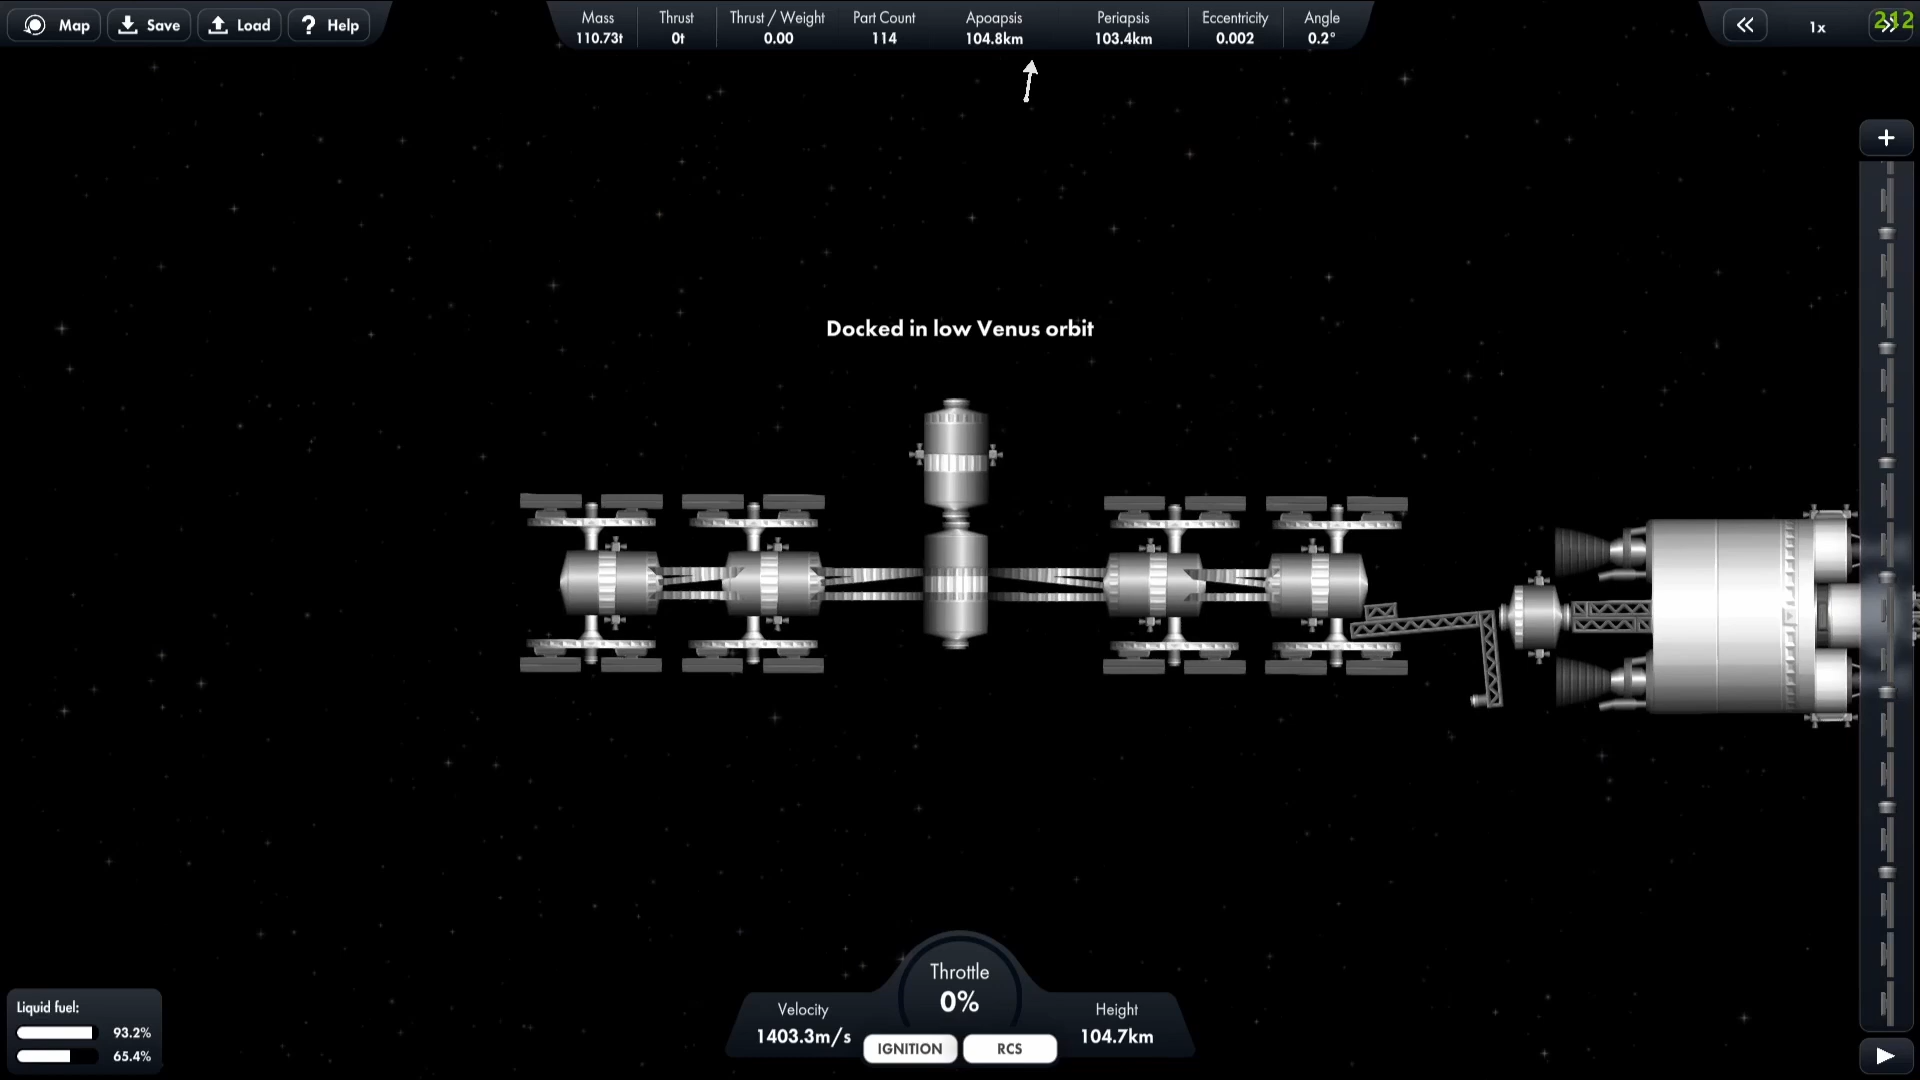 Map
Save
Load
Help
Mass
110.73t
Thrust
0t
Thrust / Weight
0.00
Part Count
114
Apoapsis
104.8km
Periapsis
103.4km
Eccentricity
0.002
Angle
0.2°
1x
242
Docked in low Venus orbit
Liquid fuel:
93.2%
65.4%
Throttle
0%
Velocity
1403.3m/s
Height
104.7km
IGNITION
RCS